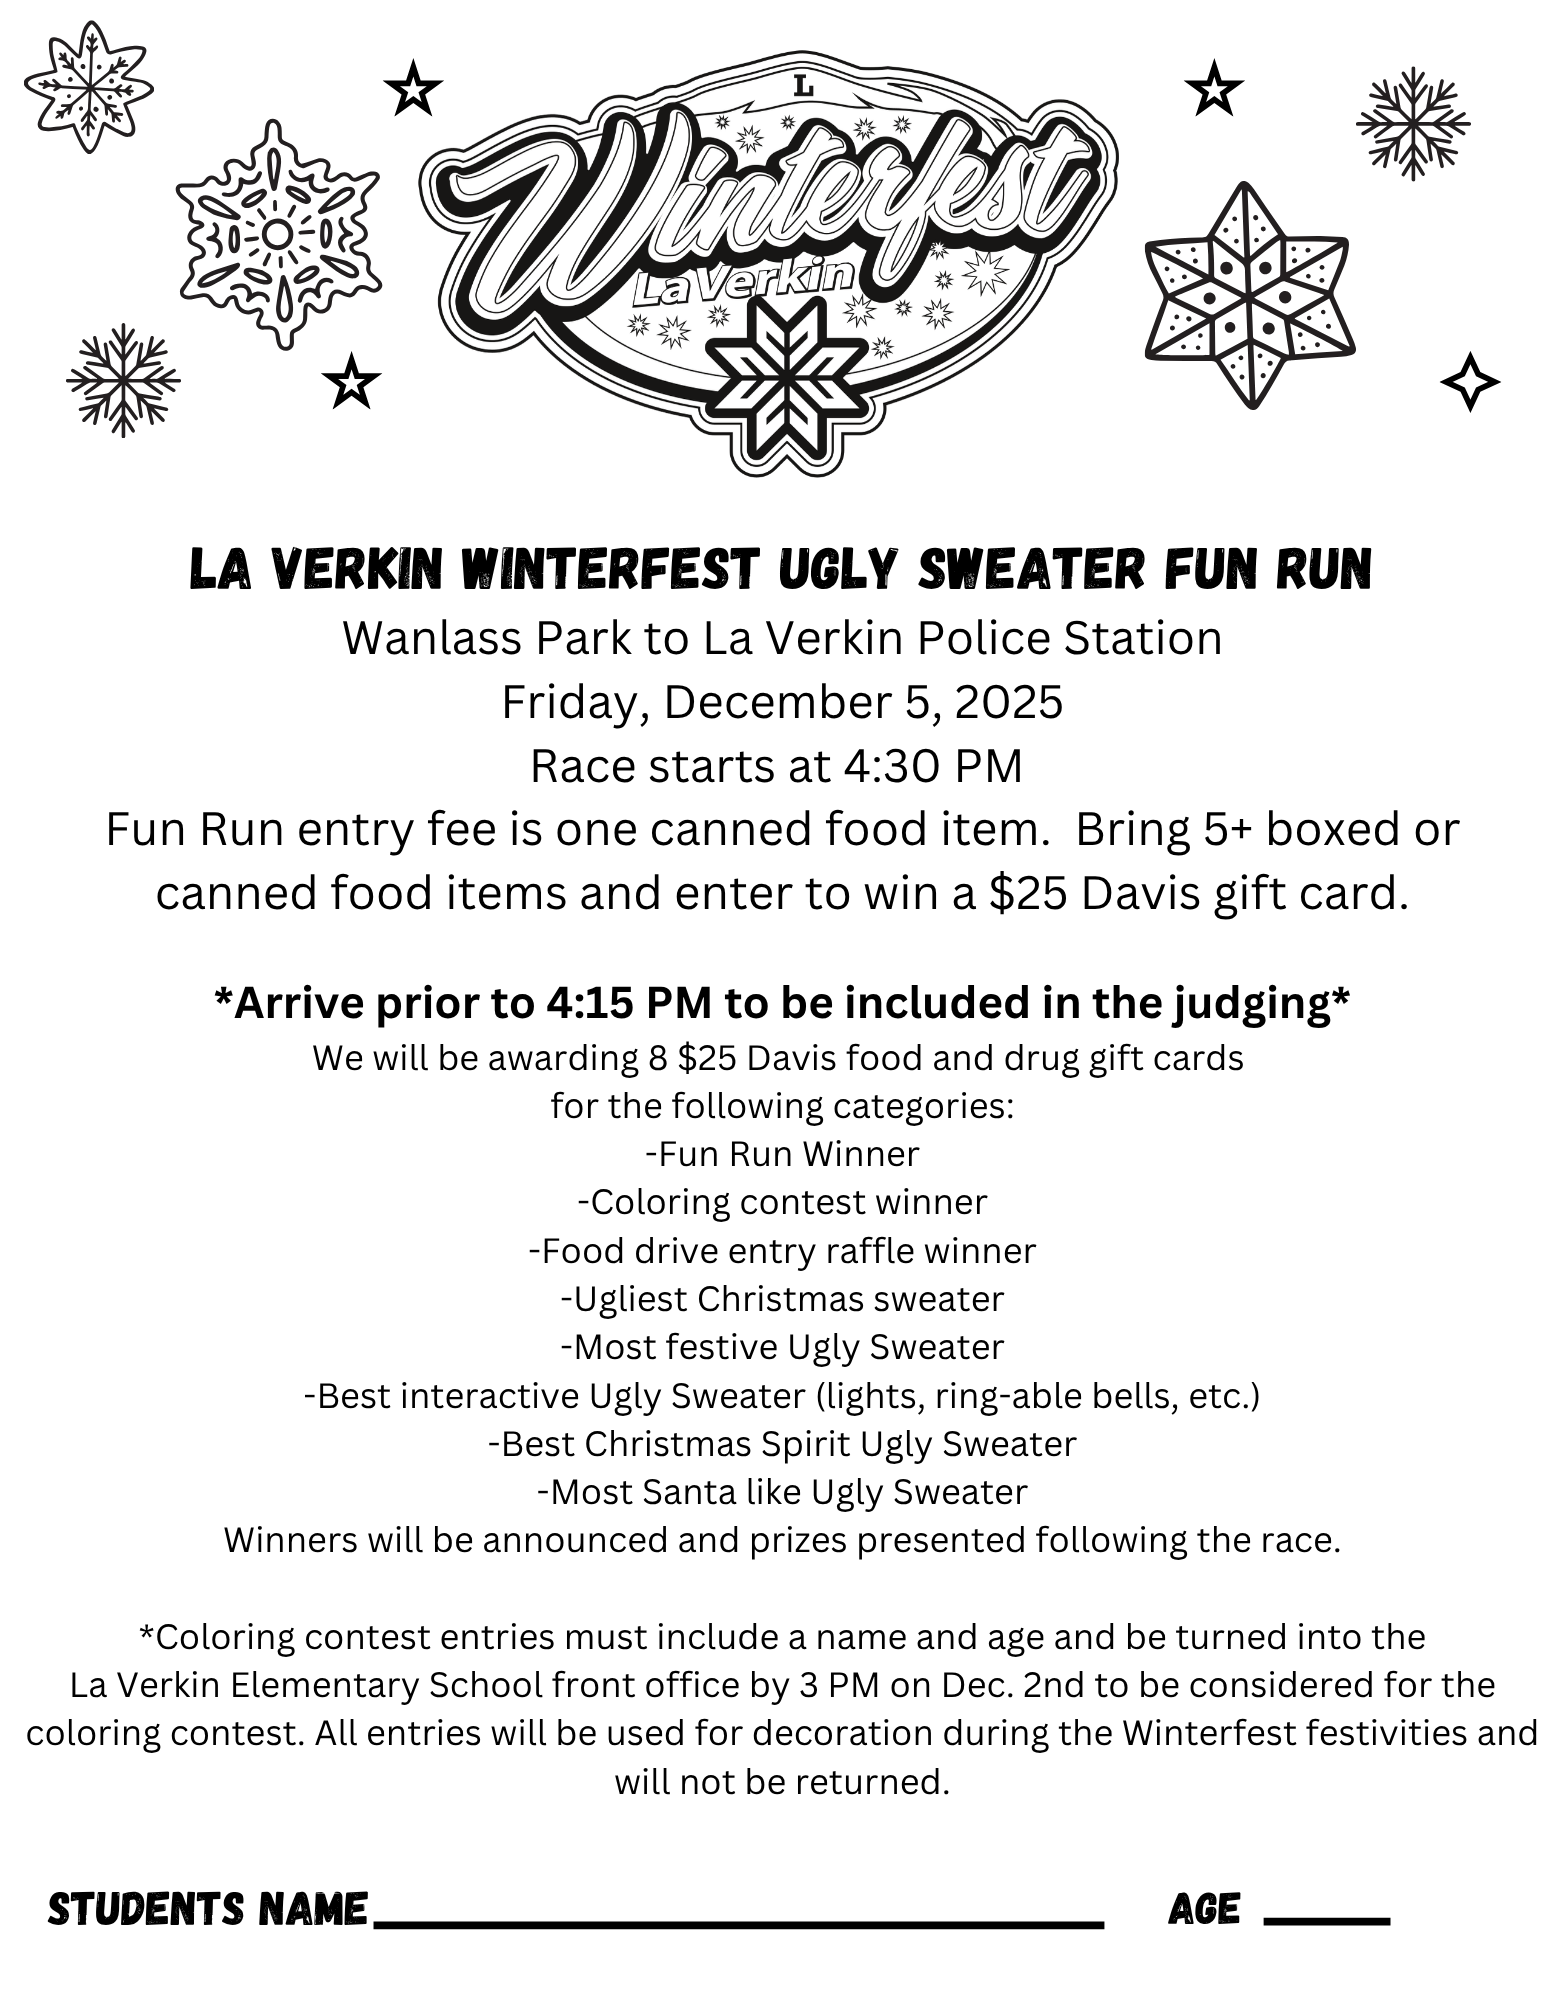 L
Winterfest
La Verkin
LA VERKIN WINTERFEST UGLY SWEATER FUN RUN
Wanlass Park to La Verkin Police Station
Friday, December 5, 2025
Race starts at 4:30 PM
Fun Run entry fee is one canned food item.  Bring 5+ boxed or
canned food items and enter to win a $25 Davis gift card.
*Arrive prior to 4:15 PM to be included in the judging*
We will be awarding 8 $25 Davis food and drug gift cards
for the following categories:
-Fun Run Winner
-Coloring contest winner
-Food drive entry raffle winner
-Ugliest Christmas sweater
-Most festive Ugly Sweater
-Best interactive Ugly Sweater (lights, ring-able bells, etc.)
-Best Christmas Spirit Ugly Sweater
-Most Santa like Ugly Sweater
Winners will be announced and prizes presented following the race.
*Coloring contest entries must include a name and age and be turned into the
La Verkin Elementary School front office by 3 PM on Dec. 2nd to be considered for the
coloring contest. All entries will be used for decoration during the Winterfest festivities and
will not be returned.
STUDENTS NAME AGE